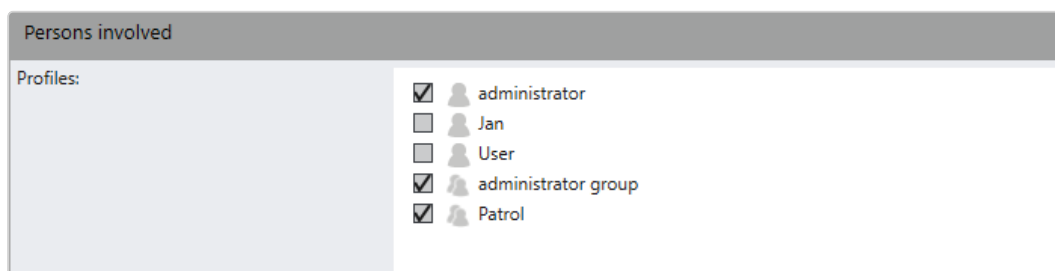 Persons involved
Profiles:
administrator
Jan
User
administrator group
Patrol